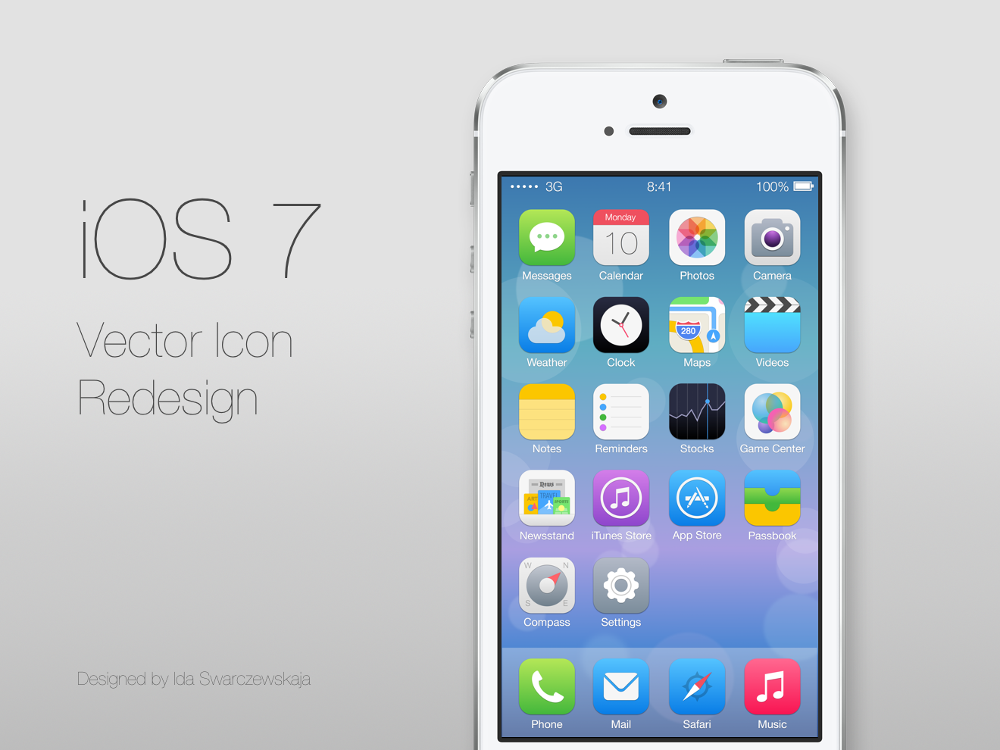 iOS 7
Vector Icon
Redesign
Designed by Ida Swarczewskaja
3G 8:41 100%
Monday
10
Messages Calendar Photos Camera
280
Weather Clock Maps Videos
Notes Reminders Stocks Game Center
News
ART TRAVEL SPORTS
Newsstand iTunes Store App Store Passbook
W N
S E
Compass Settings
Phone Mail Safari Music